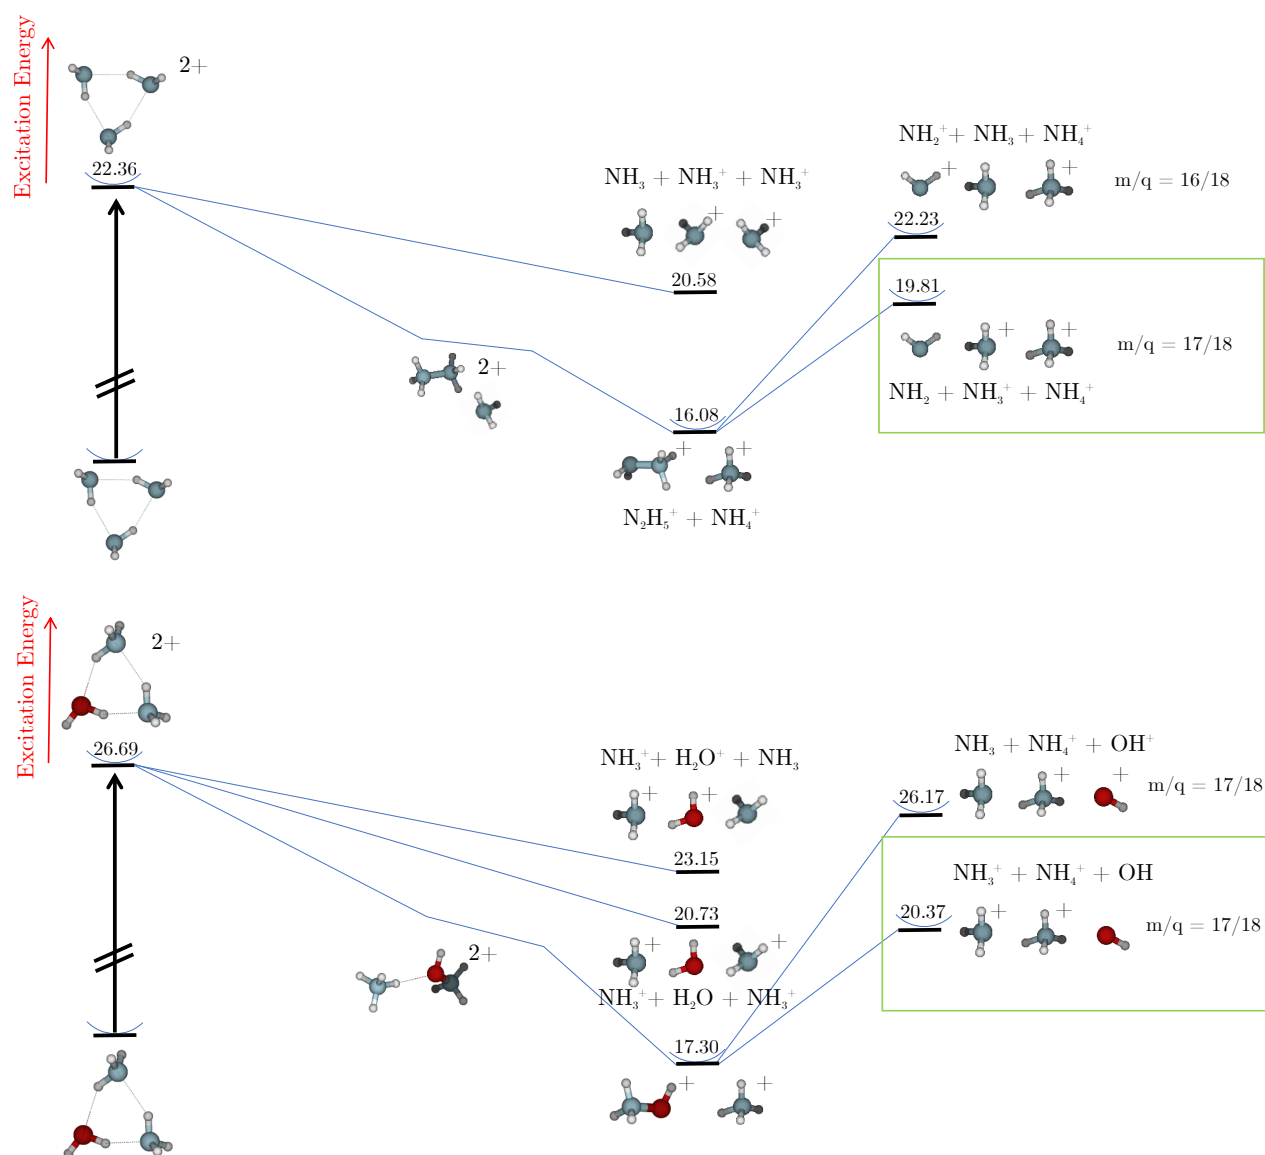 Excitation Energy
2+
22.36
NH₃ + NH₃⁺ + NH₃⁺
+
+
20.58
NH₂⁺ + NH₃ + NH₄⁺
+
+
m/q = 16/18
22.23
19.81
+
+
m/q = 17/18
NH₂ + NH₃⁺ + NH₄⁺
2+
16.08
+
+
N₂H₅⁺ + NH₄⁺
Excitation Energy
2+
26.69
NH₃⁺ + H₂O⁺ + NH₃
+
+
23.15
20.73
+
+
NH₃⁺ + H₂O + NH₃⁺
2+
17.30
+
+
NH₃ + NH₄⁺ + OH⁺
+
+
m/q = 17/18
26.17
NH₃⁺ + NH₄⁺ + OH
20.37
+
+
m/q = 17/18